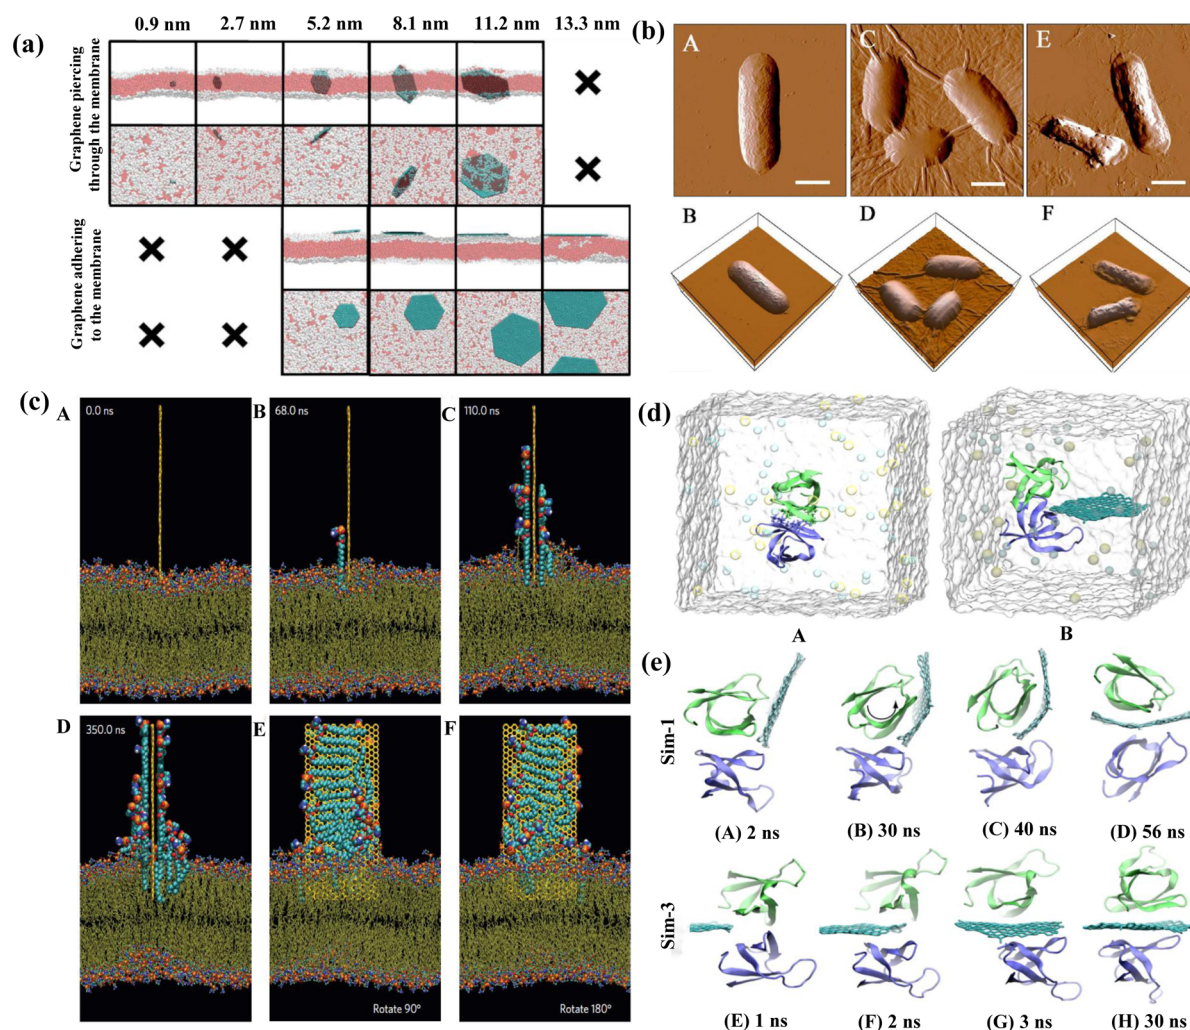 (a)
0.9 nm 2.7 nm 5.2 nm 8.1 nm 11.2 nm 13.3 nm
Graphene piercing
through the membrane
Graphene adhering
to the membrane
(b)
A
C
E
B
D
F
(c)
A
0.0 ns
B
68.0 ns
C
110.0 ns
D
350.0 ns
E
Rotate 90°
F
Rotate 180°
(d)
A
B
(e)
Sim-1
(A) 2 ns
(B) 30 ns
(C) 40 ns
(D) 56 ns
Sim-3
(E) 1 ns
(F) 2 ns
(G) 3 ns
(H) 30 ns